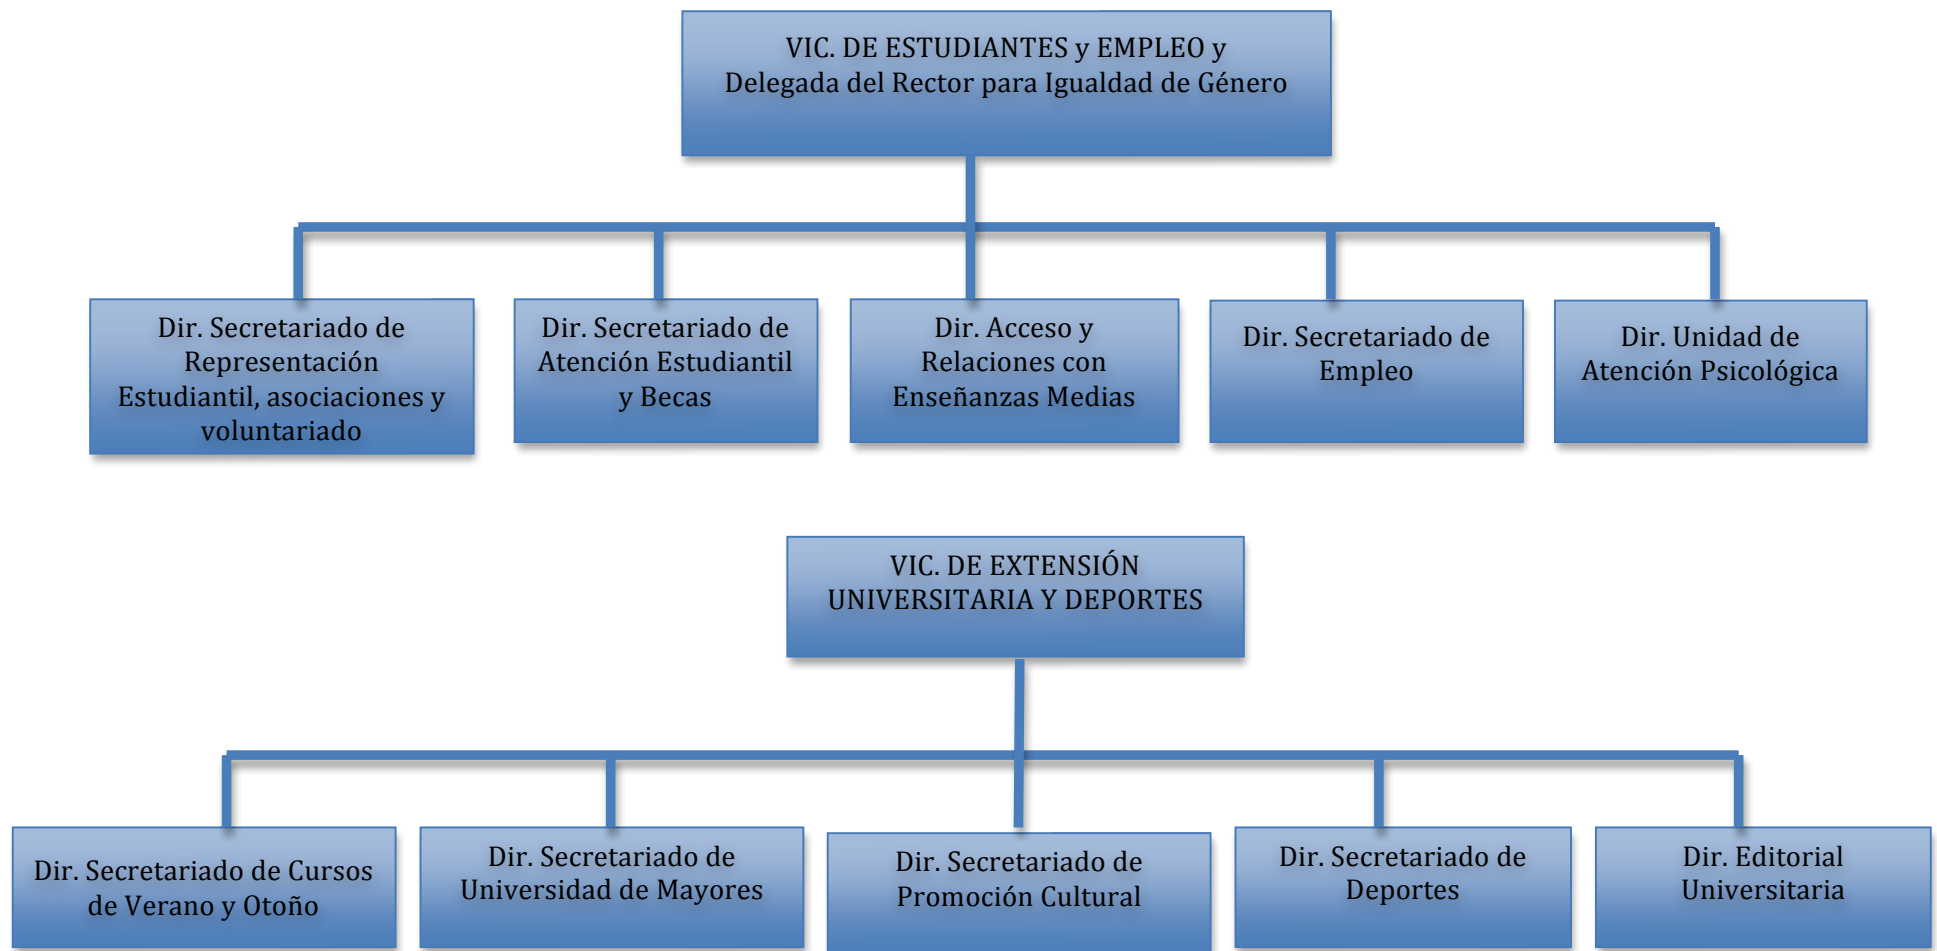 VIC. DE ESTUDIANTES y EMPLEO y
Delegada del Rector para Igualdad de Género
Dir. Secretariado de
Representación
Estudiantil, asociaciones y
voluntariado
Dir. Secretariado de
Atención Estudiantil
y Becas
Dir. Acceso y
Relaciones con
Enseñanzas Medias
Dir. Secretariado de
Empleo
Dir. Unidad de
Atención Psicológica
VIC. DE EXTENSIÓN
UNIVERSITARIA Y DEPORTES
Dir. Secretariado de Cursos
de Verano y Otoño
Dir. Secretariado de
Universidad de Mayores
Dir. Secretariado de
Promoción Cultural
Dir. Secretariado de
Deportes
Dir. Editorial
Universitaria